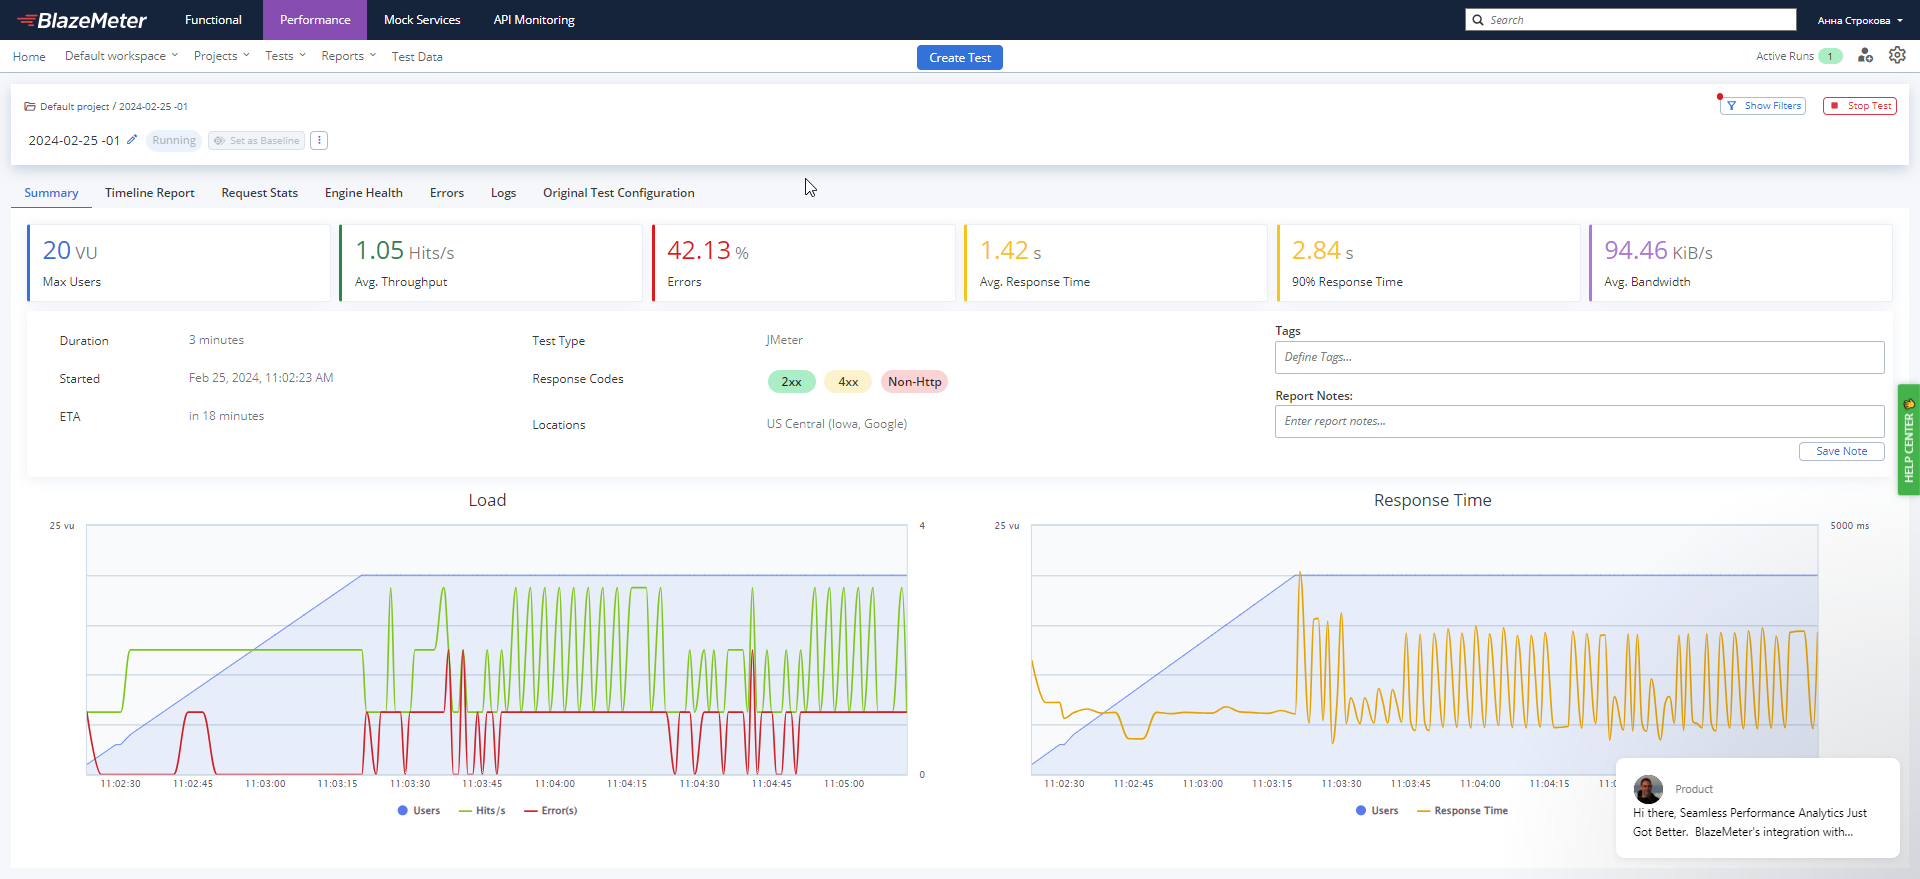 BlazeMeter Functional Performance Mock Services API Monitoring Search Анна Строкова
Home Default workspace Projects Tests Reports Test Data Create Test Active Runs 1
Default project / 2024-02-25 -01 Show Filters Stop Test
2024-02-25 -01 Running Set as Baseline
Summary Timeline Report Request Stats Engine Health Errors Logs Original Test Configuration
20 VU 1.05 Hits/s 42.13 % 1.42 s 2.84 s 94.46 KiB/s
Max Users Avg. Throughput Errors Avg. Response Time 90% Response Time Avg. Bandwidth
Duration 3 minutes Test Type JMeter Tags
Define Tags...
Started Feb 25, 2024, 11:02:23 AM Response Codes 2xx 4xx Non-Http
Report Notes:
ETA in 18 minutes Locations US Central (Iowa, Google) Enter report notes...
Save Note
HELP CENTER
Load Response Time
25 vu 4 25 vu 5000 ms
0
11:02:30 11:02:45 11:03:00 11:03:15 11:03:30 11:03:45 11:04:00 11:04:15 11:04:30 11:04:45 11:05:00 11:02:30 11:02:45 11:03:00 11:03:15 11:03:30 11:03:45 11:04:00 11:04:15
Users Hits/s Error(s) Users Response Time
Product
Hi there, Seamless Performance Analytics Just
Got Better. BlazeMeter's integration with...